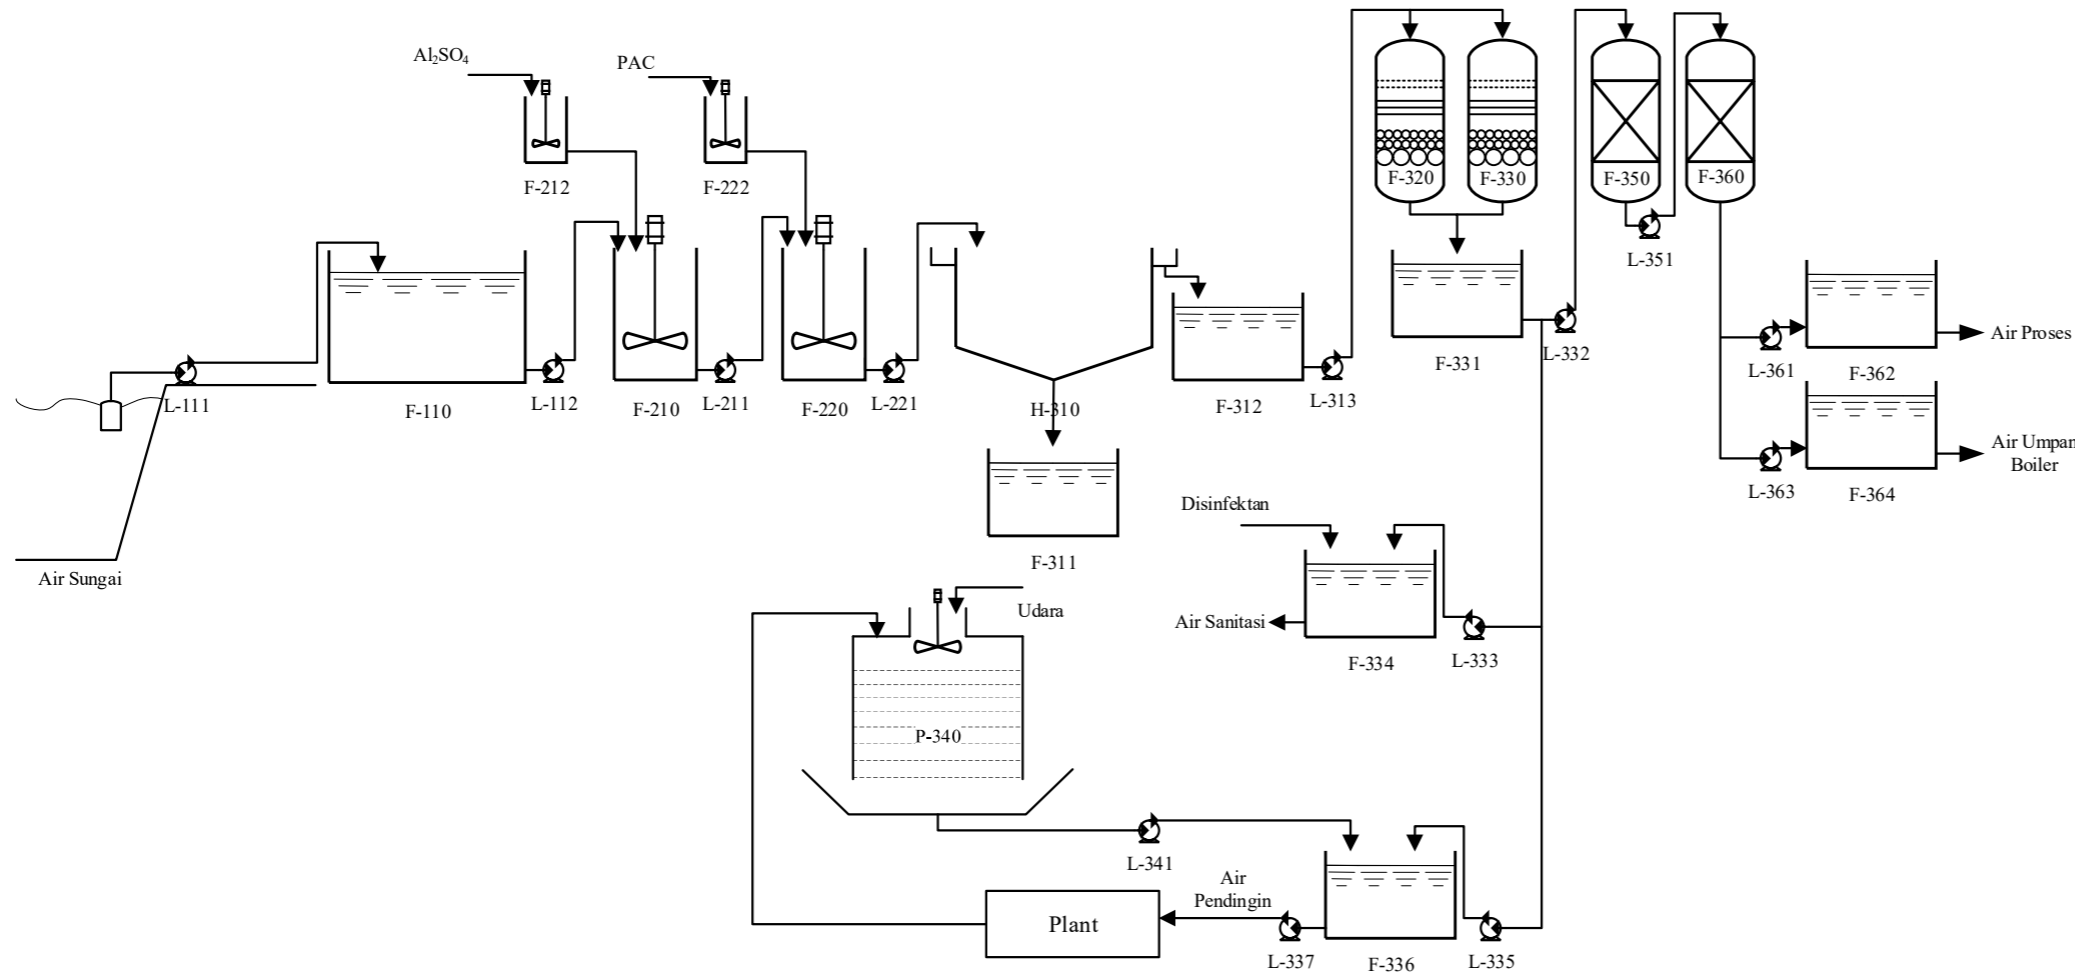 Al₂SO₄
PAC
F-212
F-222
F-320
F-330
F-350
F-360
L-351
L-111
F-110
L-112
F-210
L-211
F-220
L-221
H-310
F-312
L-313
F-331
L-332
L-361
F-362
Air Proses
L-363
F-364
Air Umpan
Boiler
Air Sungai
F-311
Disinfektan
Air Sanitasi
F-334
L-333
Udara
P-340
L-341
Air
Pendingin
Plant
L-337
F-336
L-335